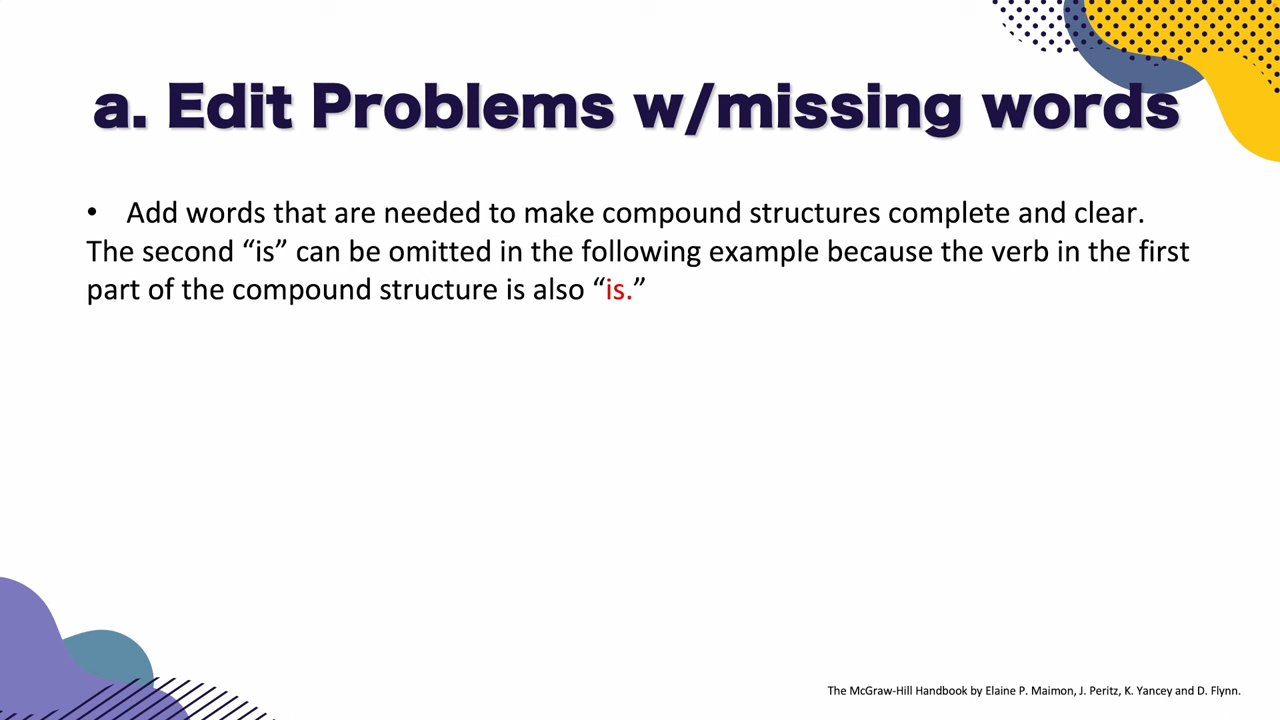 a. Edit Problems w/missing words
• Add words that are needed to make compound structures complete and clear.
The second “is” can be omitted in the following example because the verb in the first
part of the compound structure is also “is.”
The McGraw-Hill Handbook by Elaine P. Maimon, J. Peritz, K. Yancey and D. Flynn.